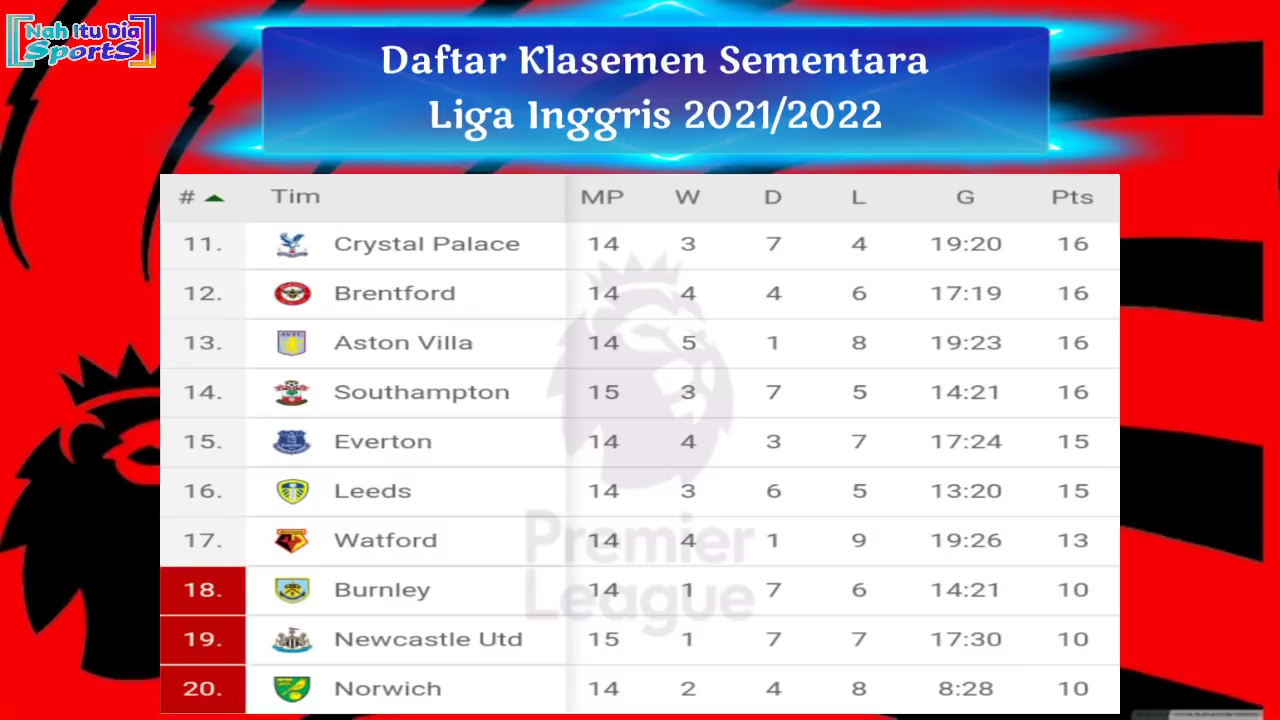 Nah Itu Dia
Sports
Daftar Klasemen Sementara
Liga Inggris 2021/2022
# Tim MP W D L G Pts
11. Crystal Palace 14 3 7 4 19:20 16
12. Brentford 14 4 4 6 17:19 16
13. Aston Villa 14 5 1 8 19:23 16
14. Southampton 15 3 7 5 14:21 16
15. Everton 14 4 3 7 17:24 15
16. Leeds 14 3 6 5 13:20 15
17. Watford 14 4 1 9 19:26 13
18. Burnley 14 1 7 6 14:21 10
19. Newcastle Utd 15 1 7 7 17:30 10
20. Norwich 14 2 4 8 8:28 10
Premier
League